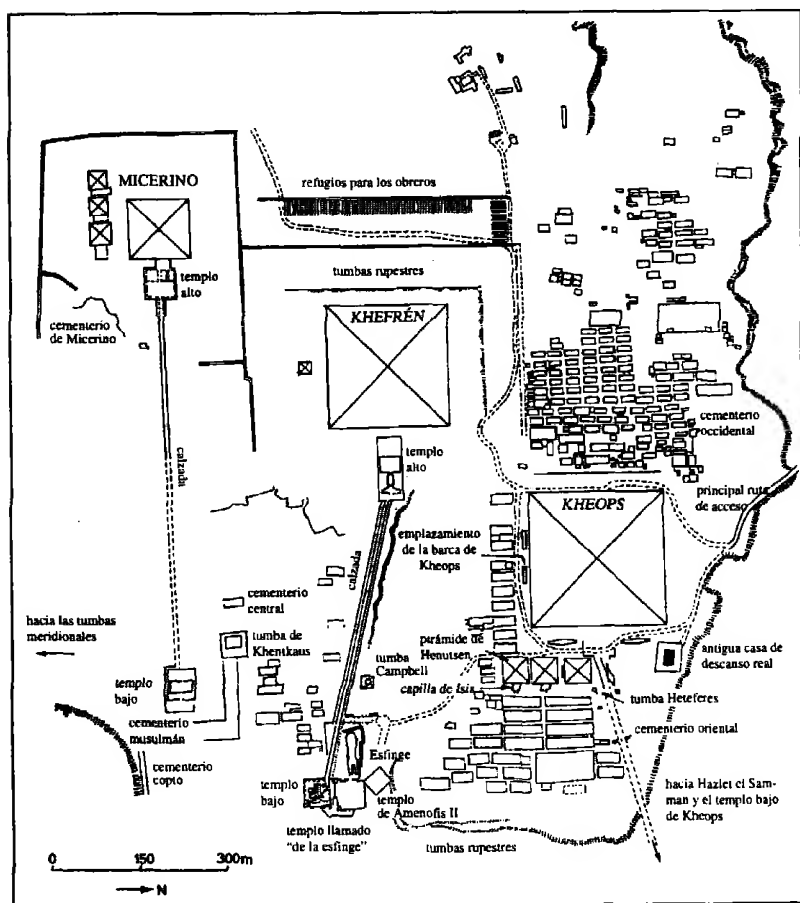 MICERINO
refugios para los obreros
templo
alto
tumbas rupestres
cementerio
de Micerino
KHEFRÉN
cementerio
occidental
templo
alto
calzada
principal ruta
de acceso
KHEOPS
emplazamiento
de la barca de
Kheops
calzada
cementerio
central
hacia las tumbas
meridionales
tumba de
Khentkaus
pirámide de
Henutsen
antigua casa de
descanso real
tumba
Campbell
capilla de Isis
templo
bajo
tumba Heteferes
cementerio
musulmán
cementerio oriental
cementerio
copto
Esfinge
templo
bajo
templo
de Amenofis II
hacia Hazlet el Sam-
man y el templo bajo
de Kheops
templo llamado
"de la esfinge"
tumbas rupestres
0 150 300m
N